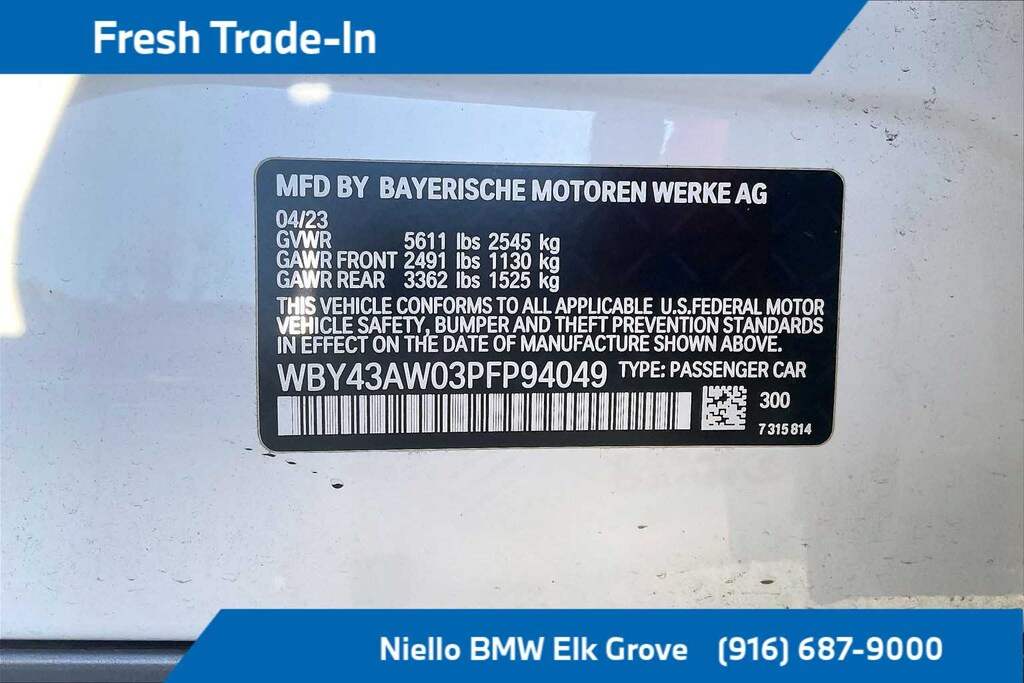 Fresh Trade-In
MFD BY BAYERISCHE MOTOREN WERKE AG
04/23
GVWR 5611 lbs 2545 kg
GAWR FRONT 2491 lbs 1130 kg
GAWR REAR 3362 lbs 1525 kg
THIS VEHICLE CONFORMS TO ALL APPLICABLE U.S.FEDERAL MOTOR
VEHICLE SAFETY, BUMPER AND THEFT PREVENTION STANDARDS
IN EFFECT ON THE DATE OF MANUFACTURE SHOWN ABOVE.
WBY43AW03PFP94049 TYPE: PASSENGER CAR
300
7 315 814
Niello BMW Elk Grove (916) 687-9000